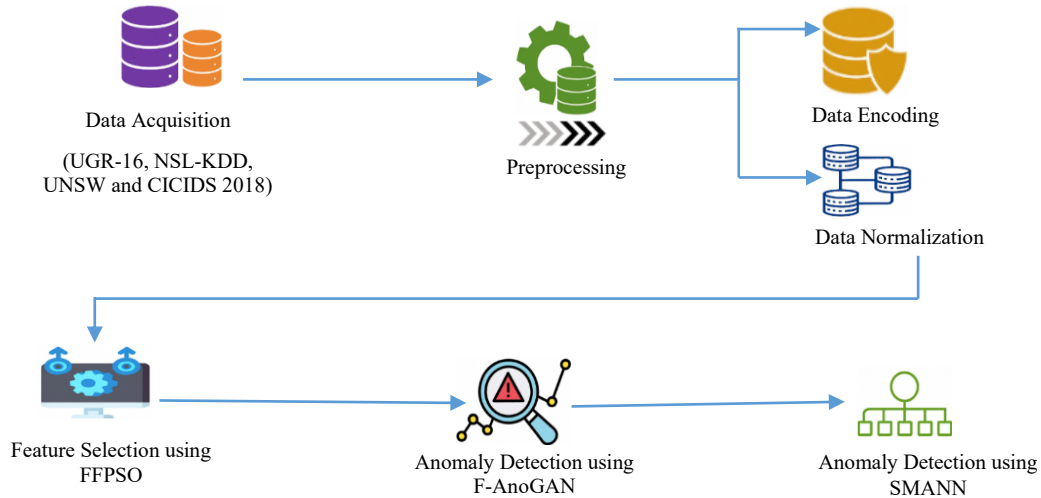 Data Acquisition
(UGR-16, NSL-KDD,
UNSW and CICIDS 2018)
Preprocessing
Data Encoding
Data Normalization
Feature Selection using
FFPSO
Anomaly Detection using
F-AnoGAN
Anomaly Detection using
SMANN